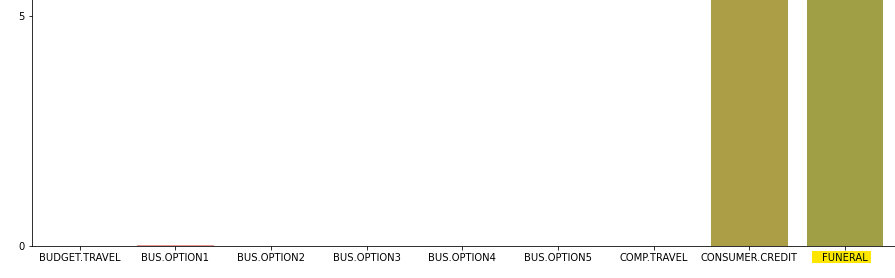 5
0
BUDGET.TRAVEL BUS.OPTION1 BUS.OPTION2 BUS.OPTION3 BUS.OPTION4 BUS.OPTION5 COMP.TRAVEL CONSUMER.CREDIT FUNERAL